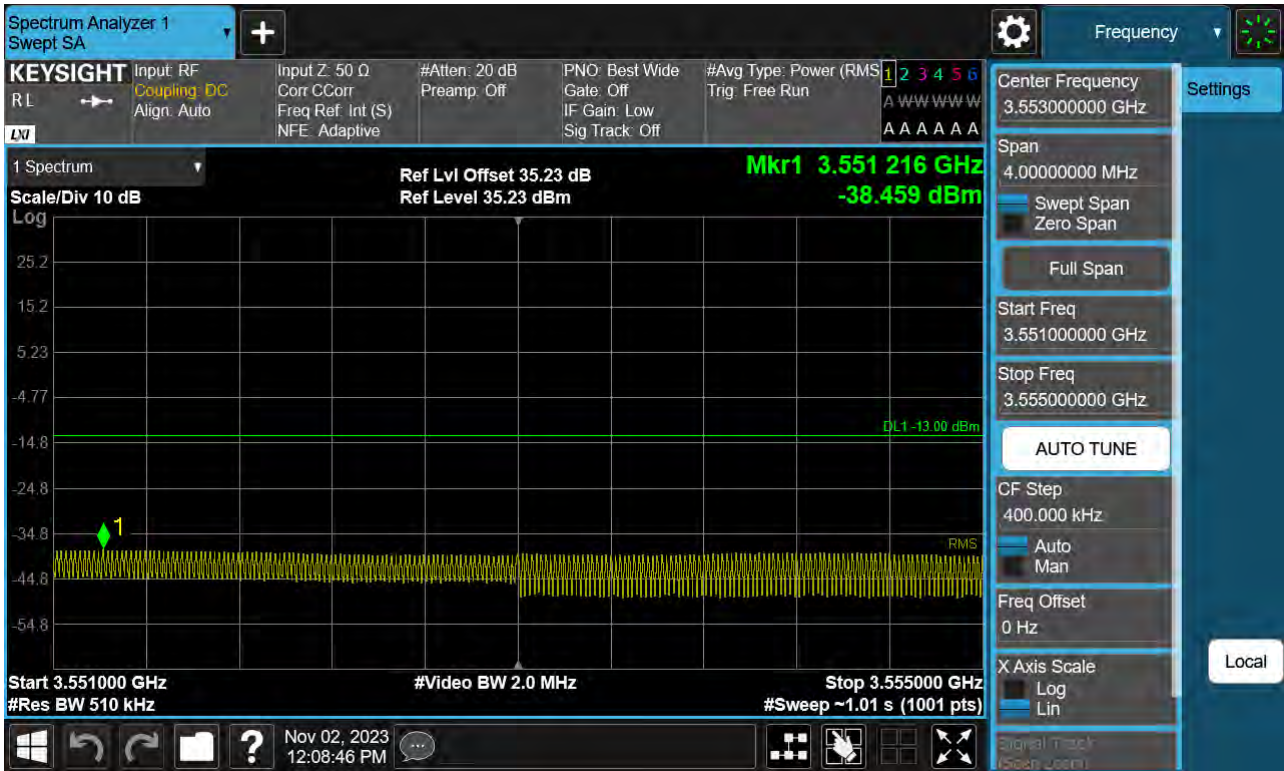 Spectrum Analyzer 1
Swept SA
+
Frequency
KEYSIGHT
RL
LXI
Input: RF
Coupling: DC
Align: Auto
Input Z: 50 Ω
Corr CCorr
Freq Ref: Int (S)
NFE: Adaptive
#Atten: 20 dB
Preamp: Off
PNO: Best Wide
Gate: Off
IF Gain: Low
Sig Track: Off
#Avg Type: Power (RMS
Trig: Free Run
1 2 3 4 5 6
A W W W W W
A A A A A A
1 Spectrum
Scale/Div 10 dB
Log
Ref Lvl Offset 35.23 dB
Ref Level 35.23 dBm
Mkr1 3.551 216 GHz
-38.459 dBm
25.2
15.2
5.23
-4.77
-14.8
-24.8
-34.8
-44.8
-54.8
DL1 -13.00 dBm
1
RMS
Start 3.551000 GHz
#Res BW 510 kHz
#Video BW 2.0 MHz
Stop 3.555000 GHz
#Sweep ~1.01 s (1001 pts)
Center Frequency
3.553000000 GHz
Settings
Span
4.00000000 MHz
Swept Span
Zero Span
Full Span
Start Freq
3.551000000 GHz
Stop Freq
3.555000000 GHz
AUTO TUNE
CF Step
400.000 kHz
Auto
Man
Freq Offset
0 Hz
X Axis Scale
Log
Lin
Local
Signal Track
(Span Zoom)
?
Nov 02, 2023
12:08:46 PM